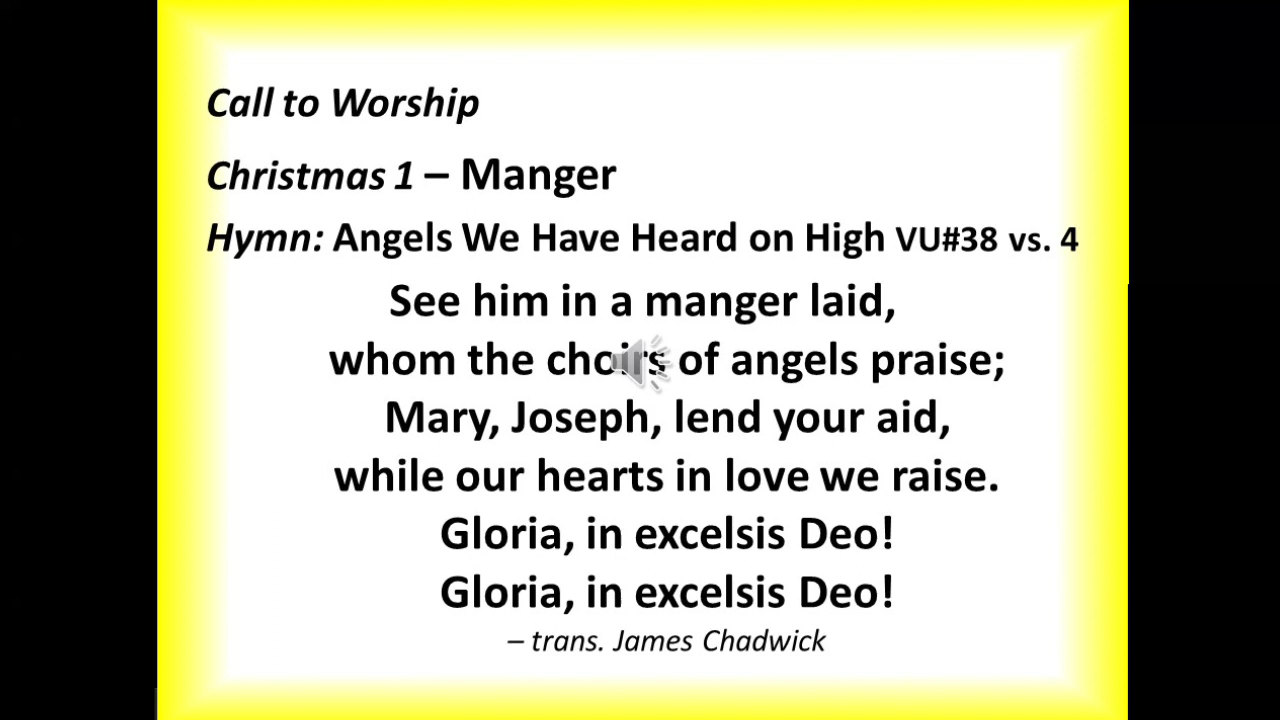 Call to Worship
Christmas 1 – Manger
Hymn: Angels We Have Heard on High VU#38 vs. 4
See him in a manger laid,
whom the choirs of angels praise;
Mary, Joseph, lend your aid,
while our hearts in love we raise.
Gloria, in excelsis Deo!
Gloria, in excelsis Deo!
– trans. James Chadwick